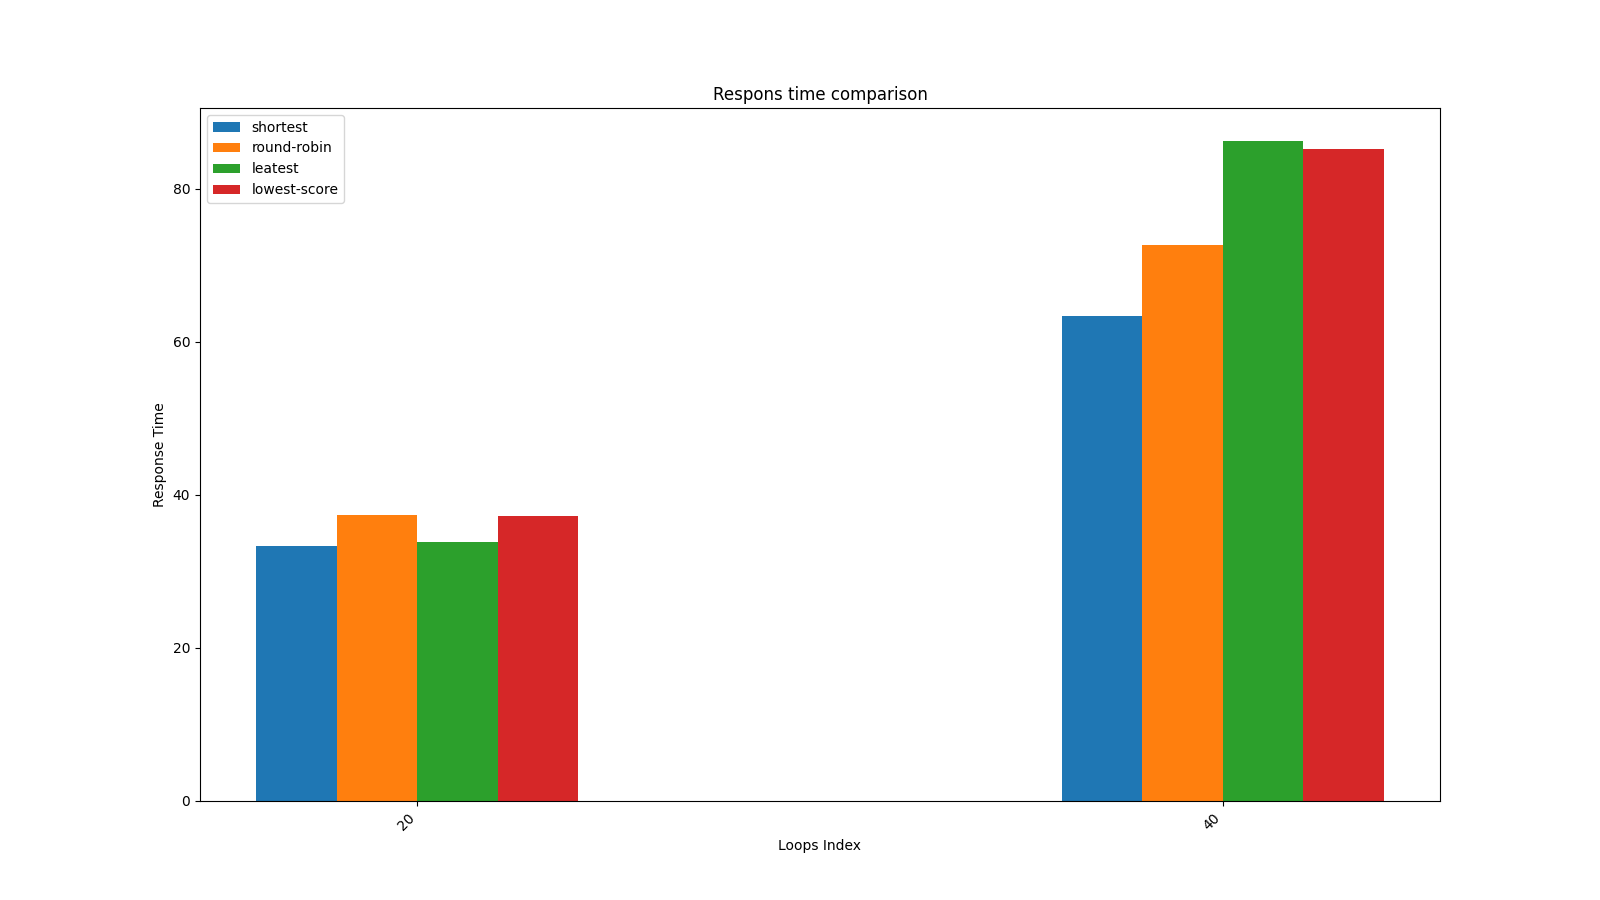 Respons time comparison
shortest
round-robin
leatest
lowest-score
80
60
40
20
0
Response Time
20
40
Loops Index